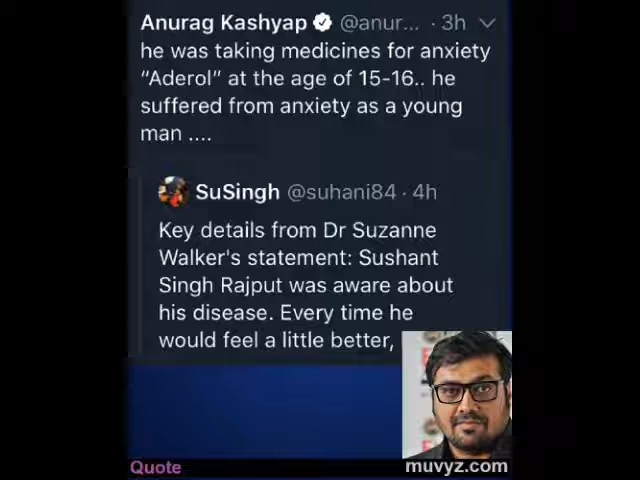 Anurag Kashyap @anur... · 3h
he was taking medicines for anxiety
“Aderol” at the age of 15-16.. he
suffered from anxiety as a young
man ....
SuSingh @suhani84 · 4h
Key details from Dr Suzanne
Walker's statement: Sushant
Singh Rajput was aware about
his disease. Every time he
would feel a little better,
Quote
muvyz.com